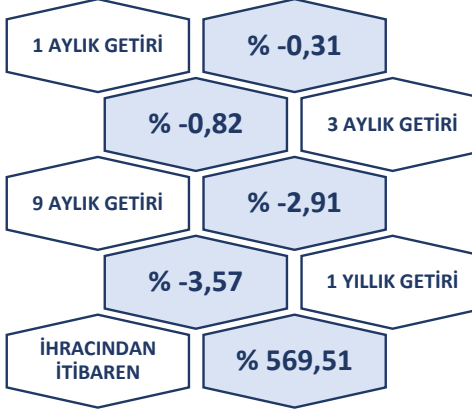 1 AYLIK GETİRİ
% -0,31
% -0,82
3 AYLIK GETİRİ
9 AYLIK GETİRİ
% -2,91
% -3,57
1 YILLIK GETİRİ
İHRACINDAN
İTİBAREN
% 569,51